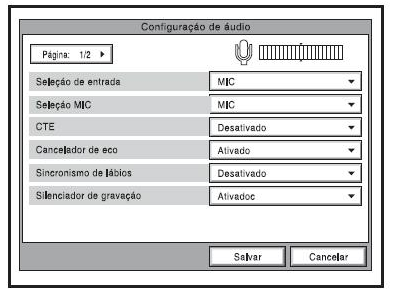 Configuração de áudio
Página: 1/2
Seleção de entrada MIC
Seleção MIC MIC
CTE Desativado
Cancelador de eco Ativado
Sincronismo de lábios Desativado
Silenciador de gravação Ativadoc
Salvar Cancelar